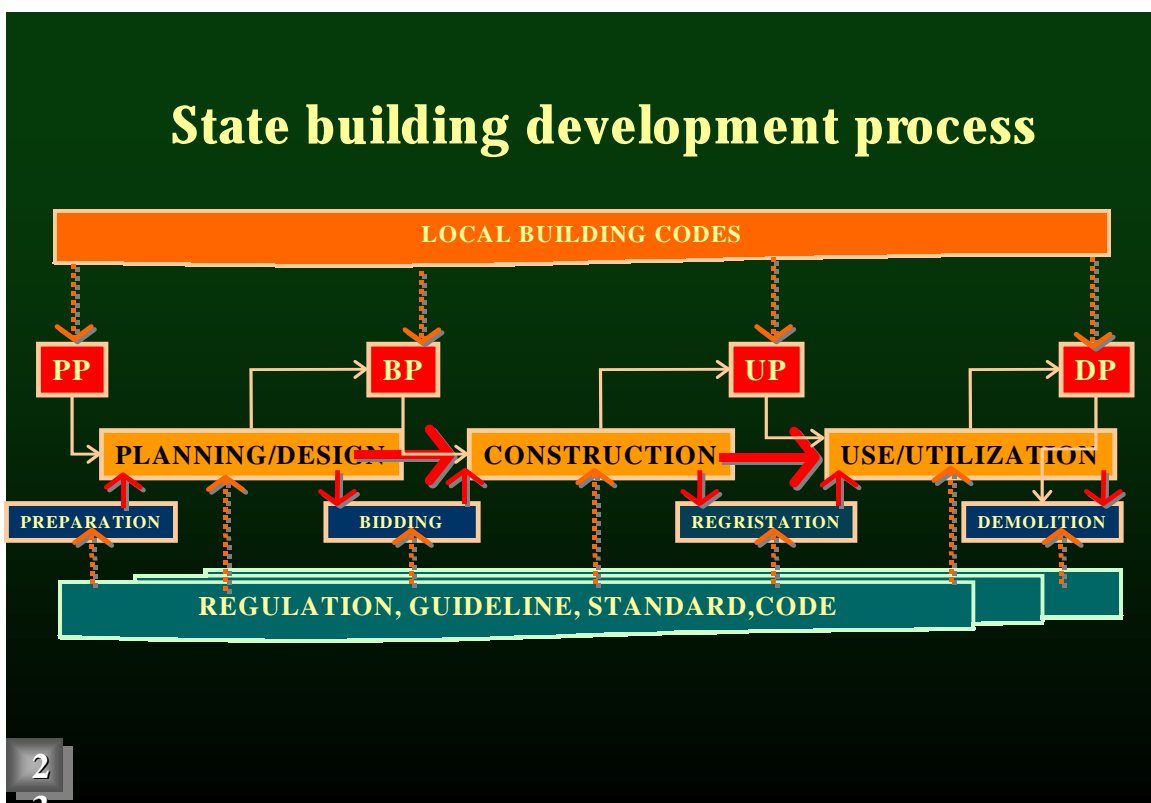 State building development process
LOCAL BUILDING CODES
PP
BP
UP
DP
PLANNING/DESIGN
CONSTRUCTION
USE/UTILIZATION
PREPARATION
BIDDING
REGRISTATION
DEMOLITION
REGULATION, GUIDELINE, STANDARD,CODE
2